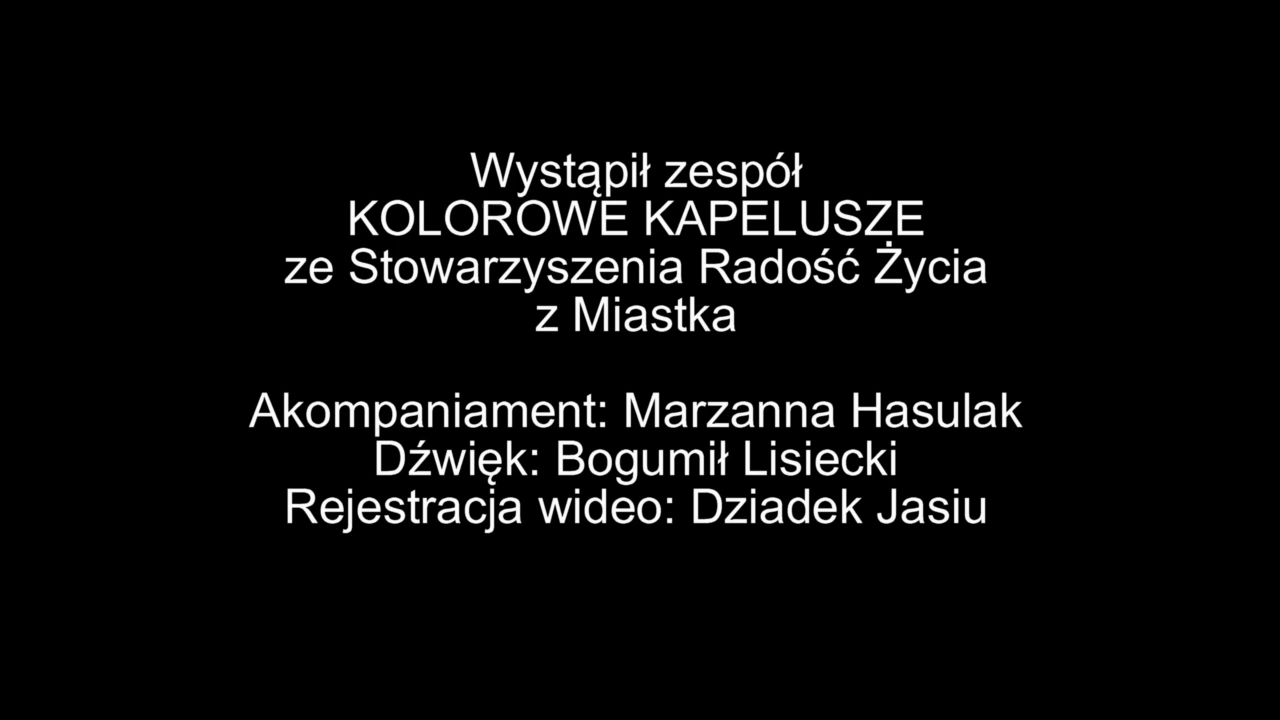 Wystąpił zespół
KOLOROWE KAPELUSZE
ze Stowarzyszenia Radość Życia
z Miastka
Akompaniament: Marzanna Hasulak
Dźwięk: Bogumił Lisiecki
Rejestracja wideo: Dziadek Jasiu